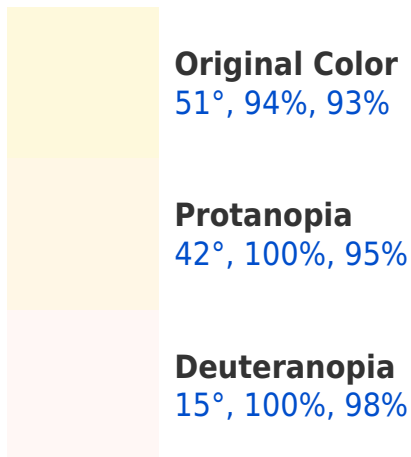 Original Color
51°, 94%, 93%
Protanopia
42°, 100%, 95%
Deuteranopia
15°, 100%, 98%